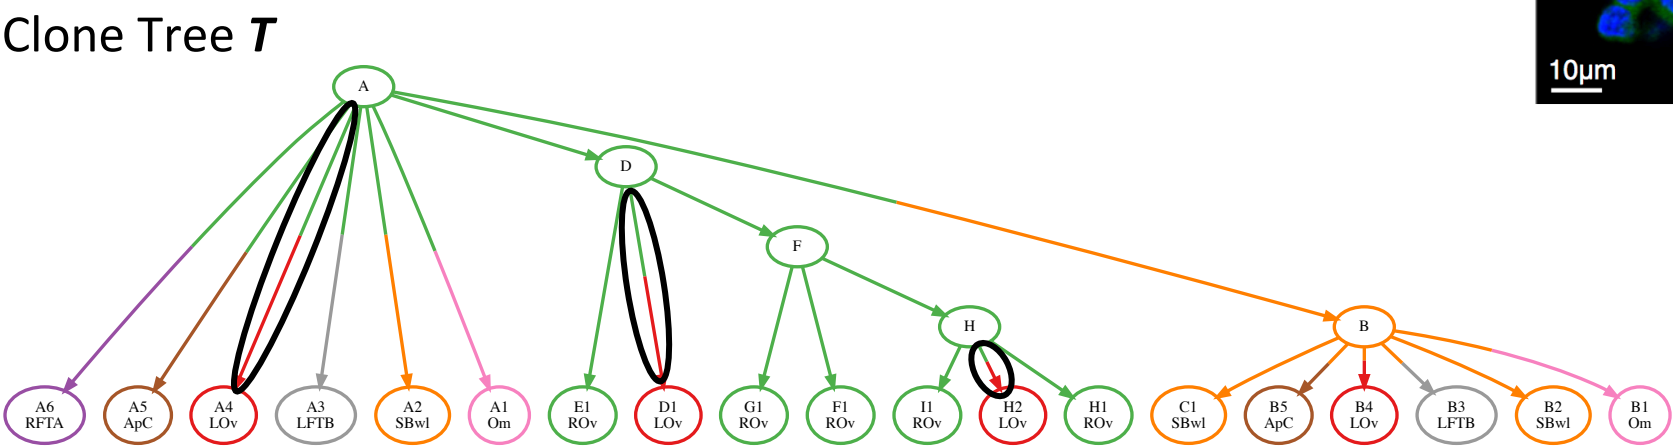 Clone Tree T
10μm
A
D
F
H
B
A6
RFTA
A5
ApC
A4
LOv
A3
LFTB
A2
SBwl
A1
Om
E1
ROv
D1
LOv
G1
ROv
F1
ROv
I1
ROv
H2
LOv
H1
ROv
C1
SBwl
B5
ApC
B4
LOv
B3
LFTB
B2
SBwl
B1
Om